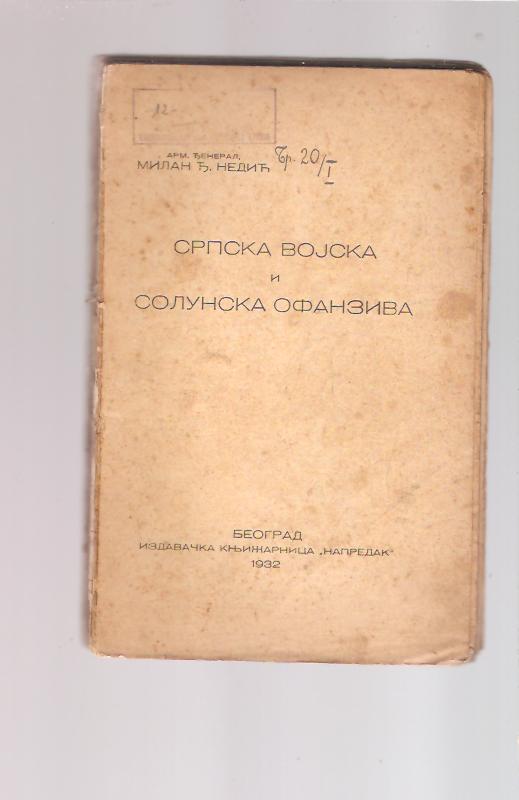 12-
АРМ. ЂЕНЕРАЛ,
МИЛАН Ђ. НЕДИЋ
Бр. 20/I
СРПСКА ВОЈСКА
И
СОЛУНСКА ОФАНЗИВА
БЕОГРАД
ИЗДАВАЧКА КЊИЖАРНИЦА „НАПРЕДАК“
1932